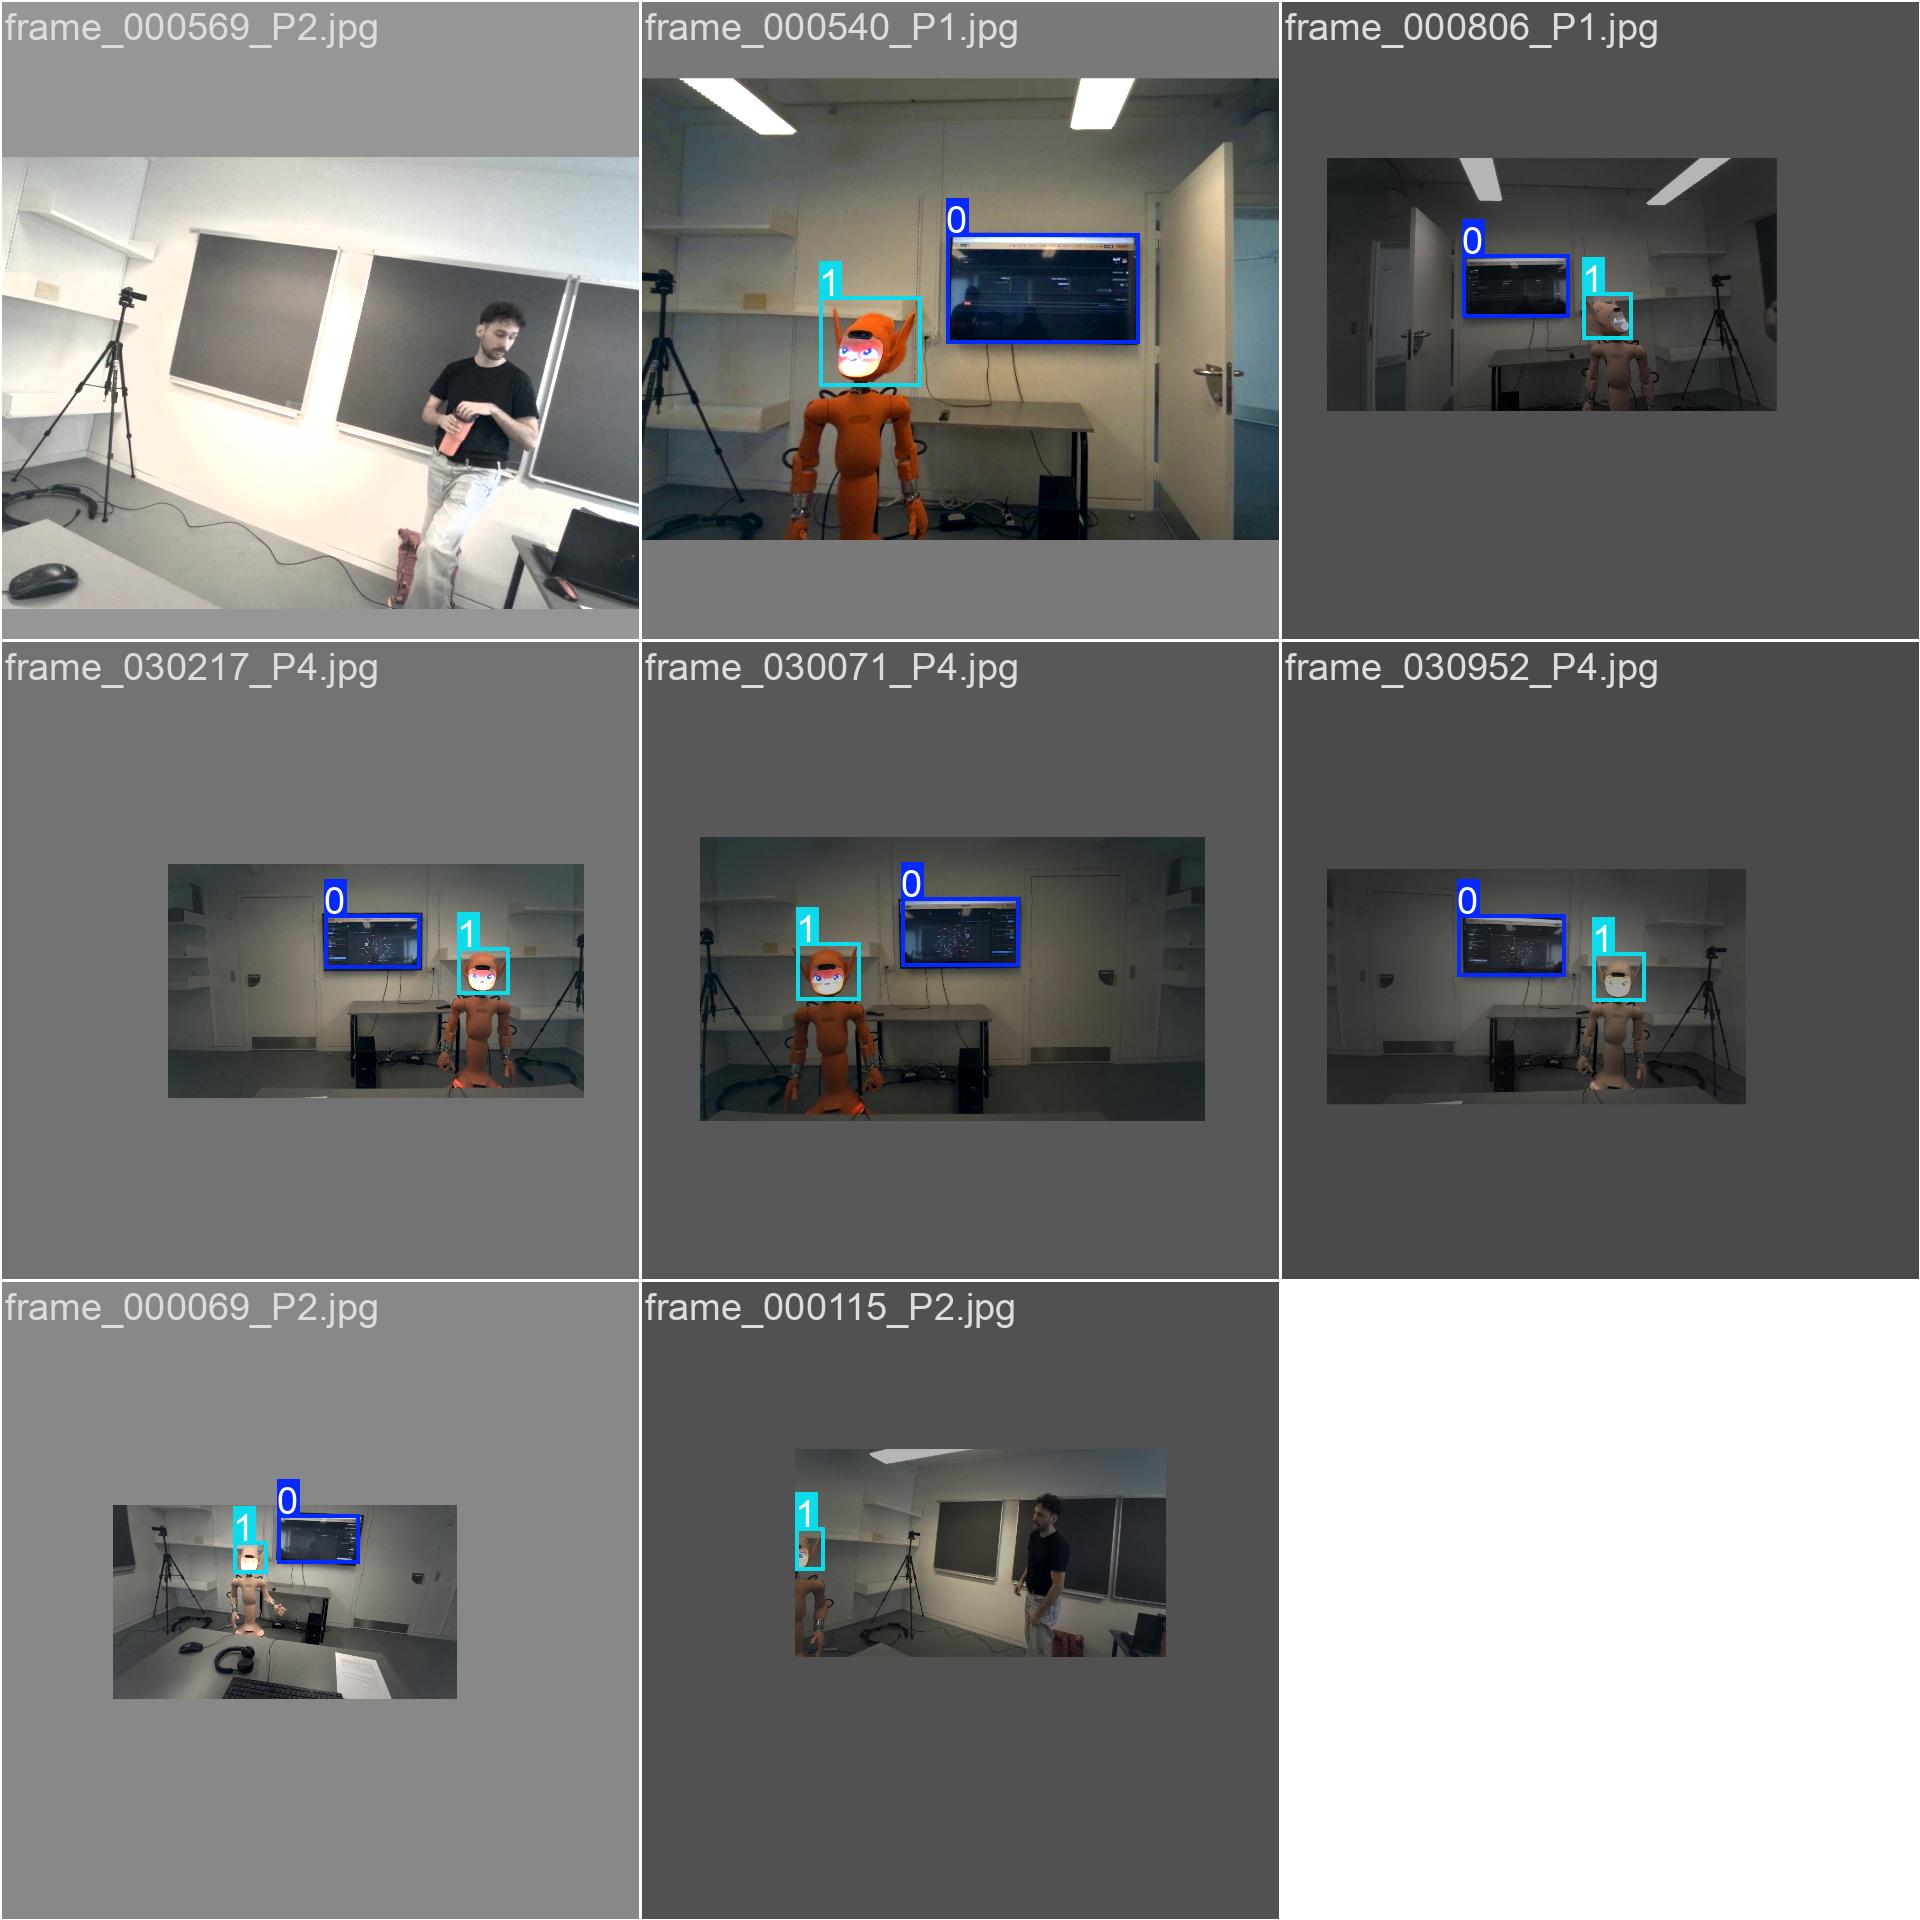 frame_000569_P2.jpg
frame_000540_P1.jpg
frame_000806_P1.jpg
0
1
0
1
frame_030217_P4.jpg
frame_030071_P4.jpg
frame_030952_P4.jpg
0
1
0
1
0
1
frame_000069_P2.jpg
frame_000115_P2.jpg
0
1
1